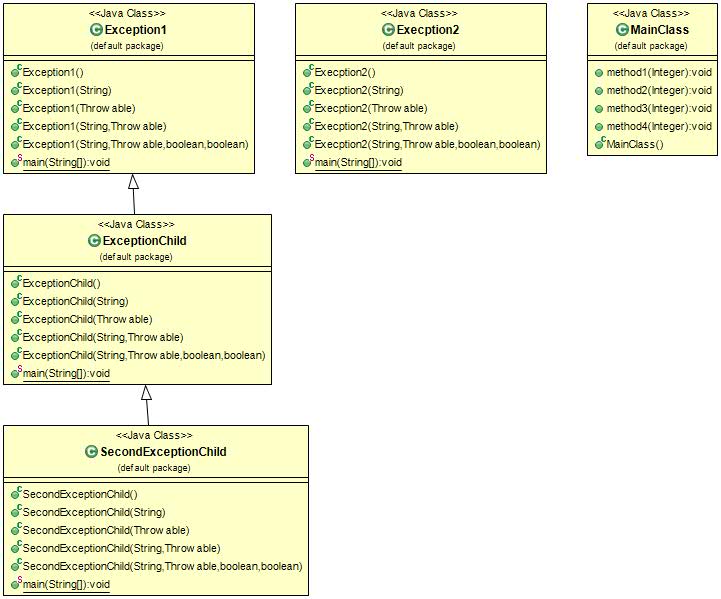 <<Java Class>>
Exception1
(default package)
Exception1()
Exception1(String)
Exception1(Throw able)
Exception1(String,Throw able)
Exception1(String,Throw able,boolean,boolean)
main(String[]):void
<<Java Class>>
Execption2
(default package)
Execption2()
Execption2(String)
Execption2(Throw able)
Execption2(String,Throw able)
Execption2(String,Throw able,boolean,boolean)
main(String[]):void
<<Java Class>>
MainClass
(default package)
method1(Integer):void
method2(Integer):void
method3(Integer):void
method4(Integer):void
MainClass()
<<Java Class>>
ExceptionChild
(default package)
ExceptionChild()
ExceptionChild(String)
ExceptionChild(Throw able)
ExceptionChild(String,Throw able)
ExceptionChild(String,Throw able,boolean,boolean)
main(String[]):void
<<Java Class>>
SecondExceptionChild
(default package)
SecondExceptionChild()
SecondExceptionChild(String)
SecondExceptionChild(Throw able)
SecondExceptionChild(String,Throw able)
SecondExceptionChild(String,Throw able,boolean,boolean)
main(String[]):void